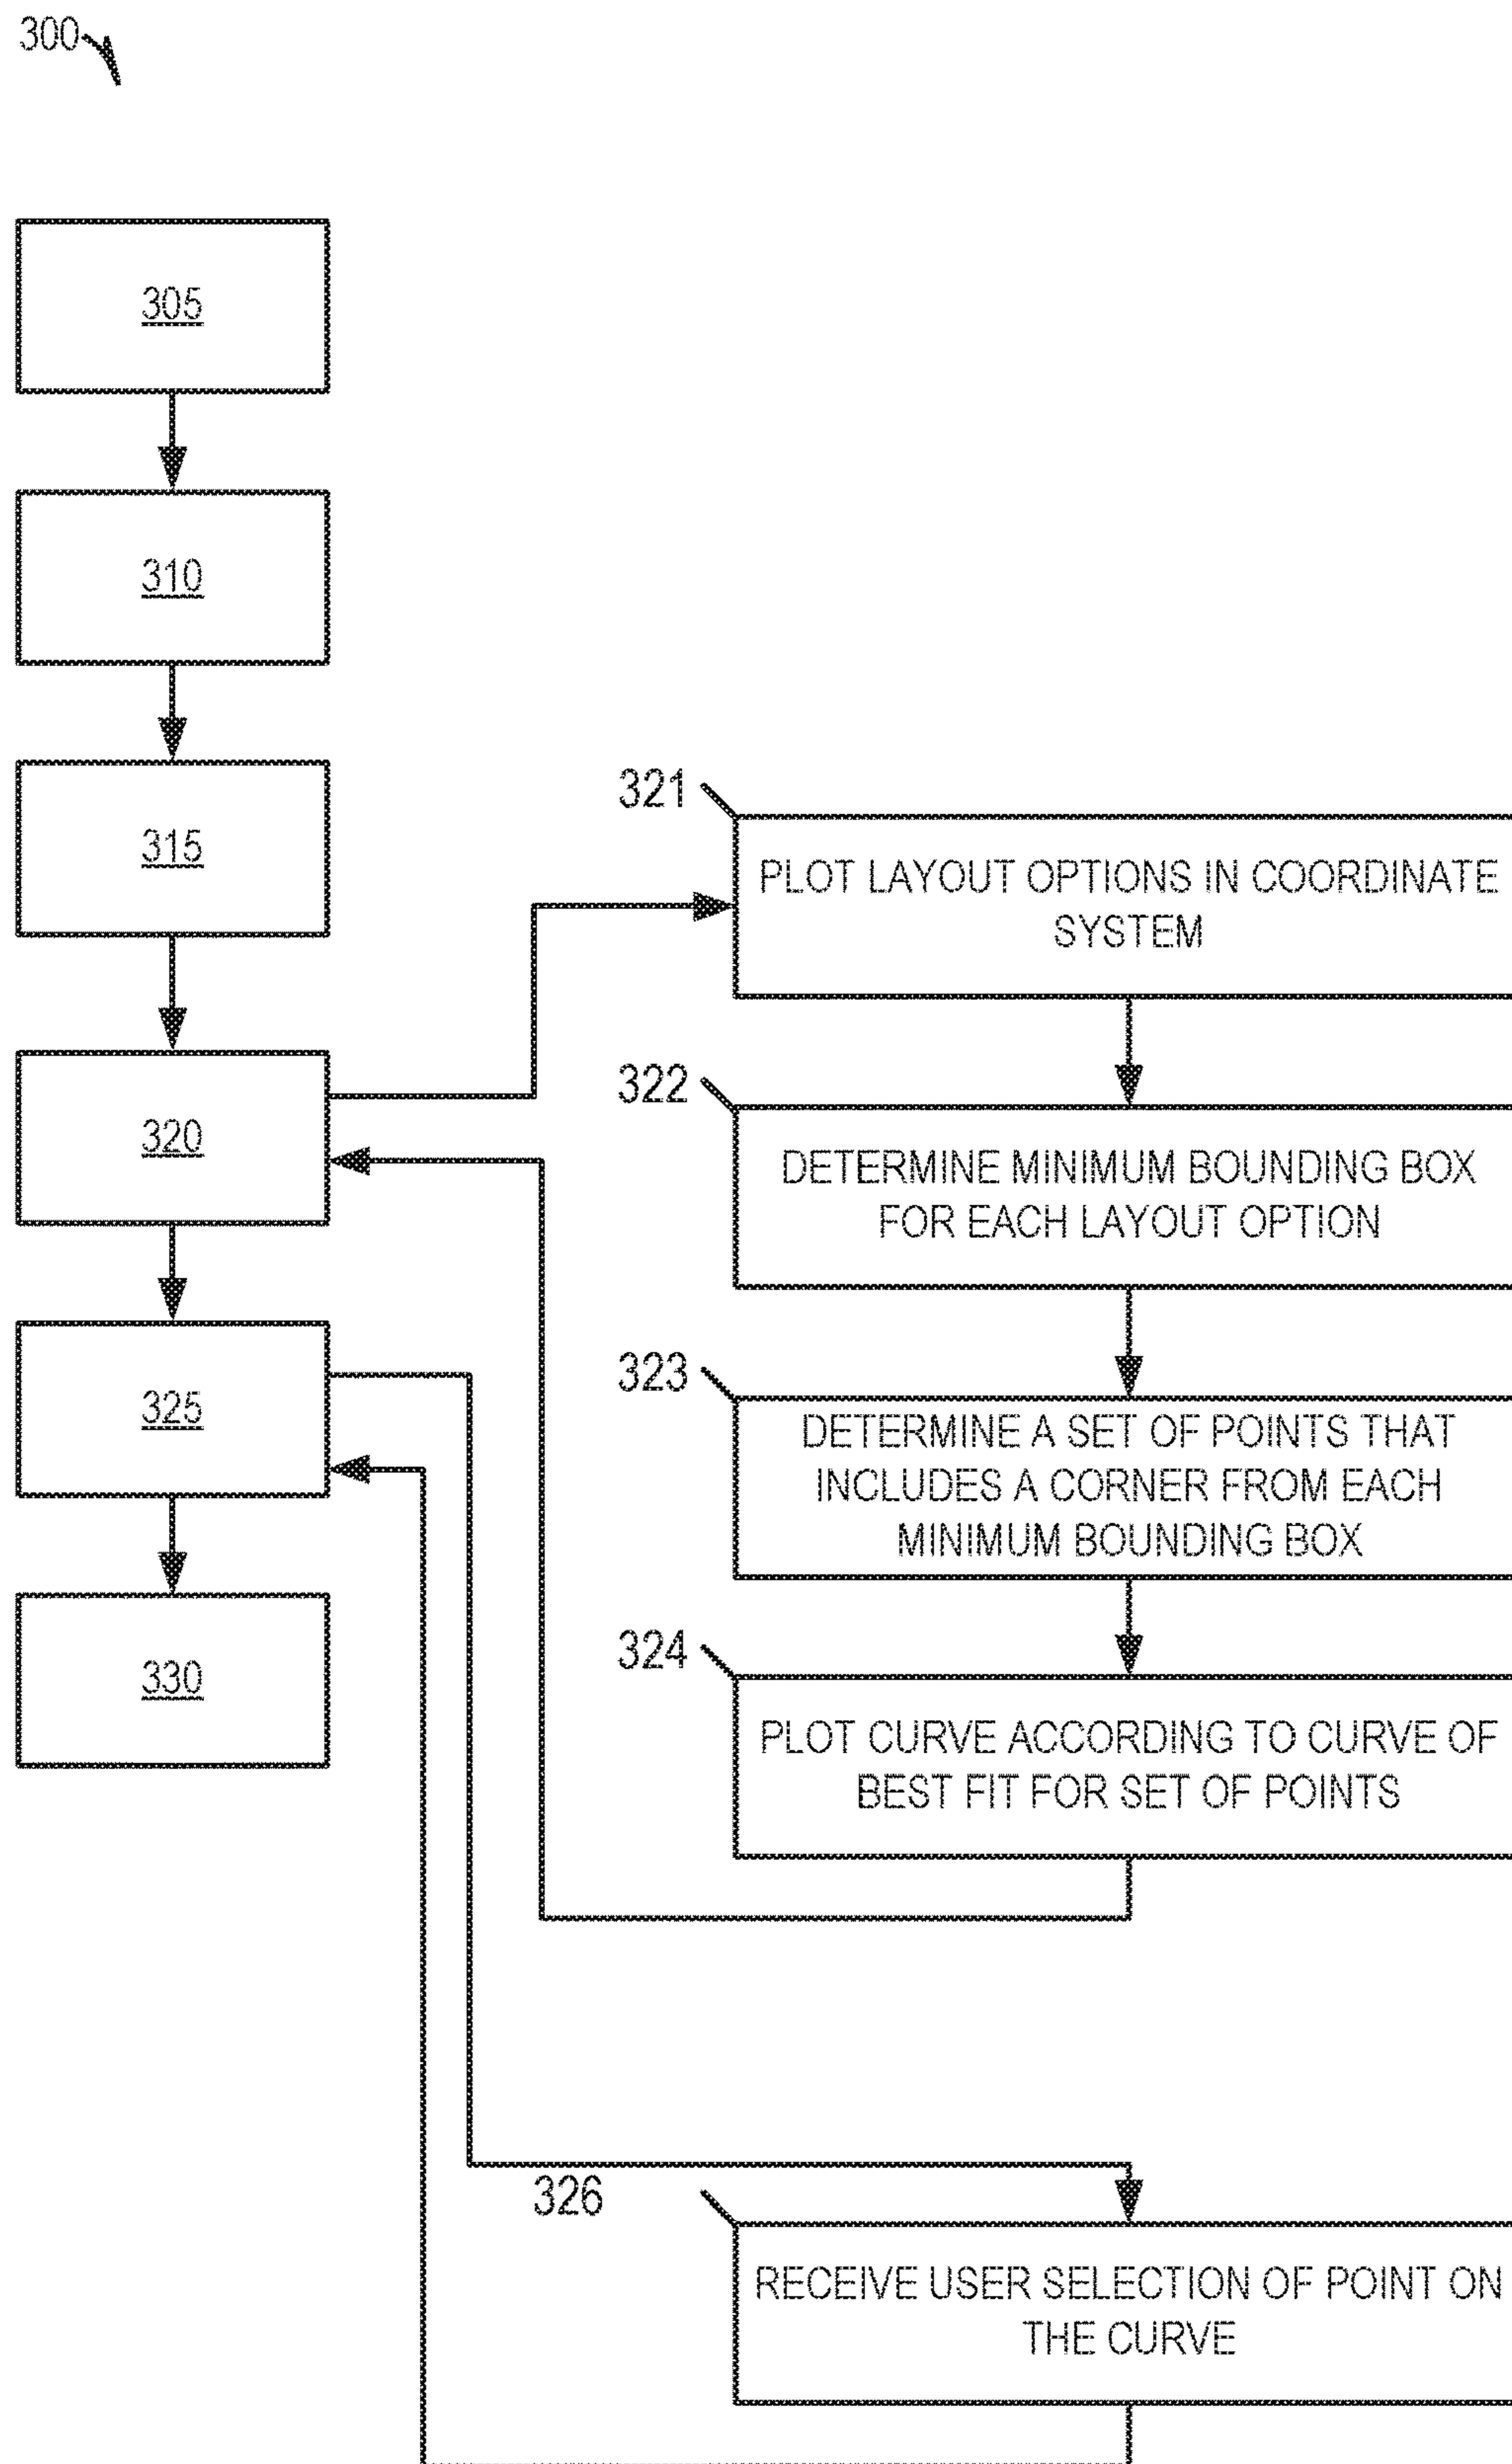 300
305
310
315
320
325
330
321
PLOT LAYOUT OPTIONS IN COORDINATE
SYSTEM
322
DETERMINE MINIMUM BOUNDING BOX
FOR EACH LAYOUT OPTION
323
DETERMINE A SET OF POINTS THAT
INCLUDES A CORNER FROM EACH
MINIMUM BOUNDING BOX
324
PLOT CURVE ACCORDING TO CURVE OF
BEST FIT FOR SET OF POINTS
326
RECEIVE USER SELECTION OF POINT ON
THE CURVE